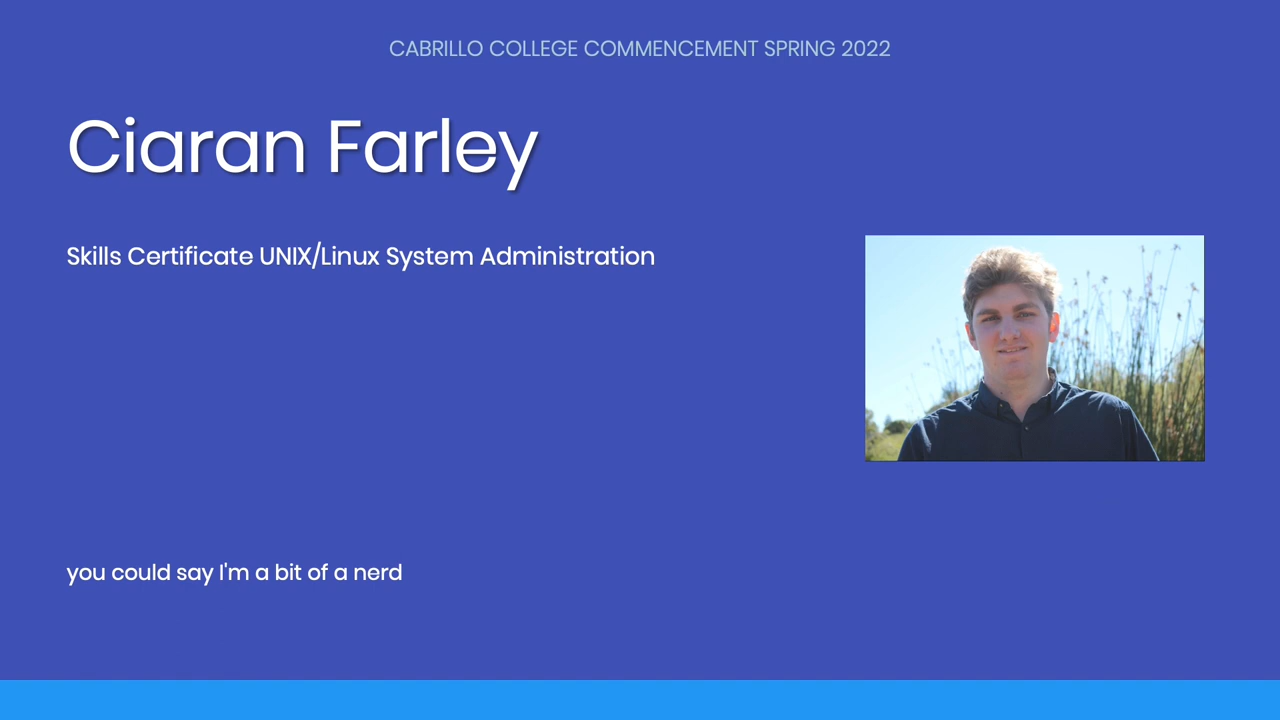 CABRILLO COLLEGE COMMENCEMENT SPRING 2022
Ciaran Farley
Skills Certificate UNIX/Linux System Administration
you could say I'm a bit of a nerd